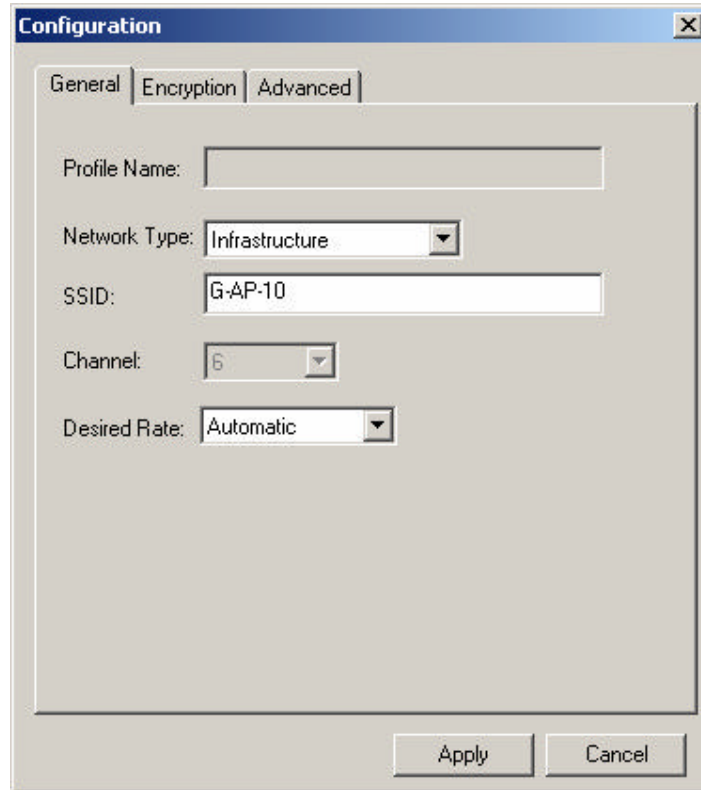 Configuration
General Encryption Advanced
Profile Name:
Network Type: Infrastructure
SSID: G-AP-10
Channel: 6
Desired Rate: Automatic
Apply Cancel